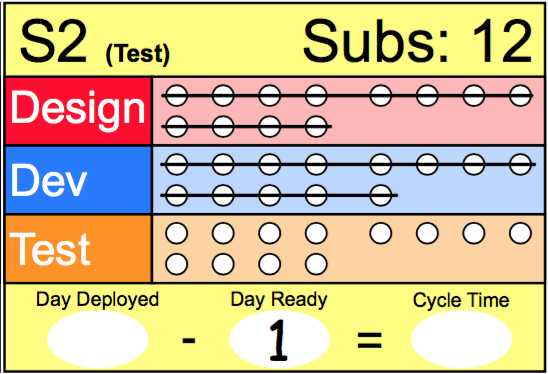 S2 (Test) Subs: 12
Design
Dev
Test
Day Deployed Day Ready Cycle Time
- 1 =